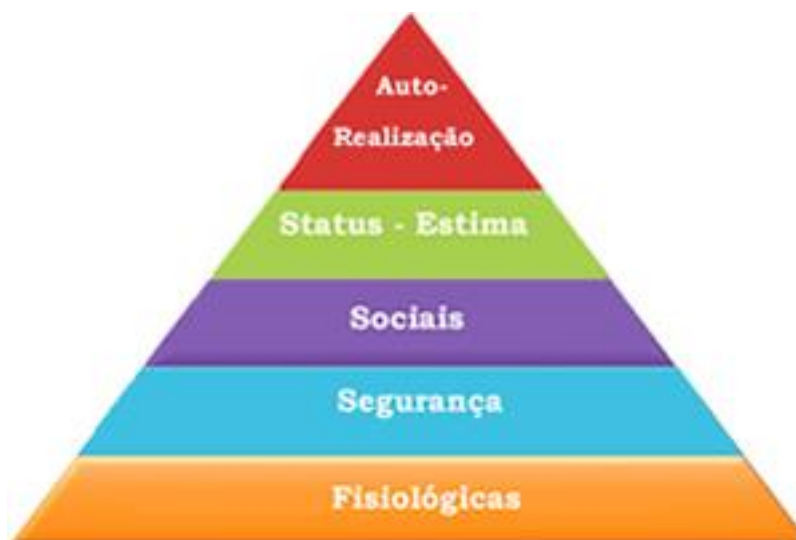 Auto-
Realização
Status - Estima
Sociais
Segurança
Fisiológicas